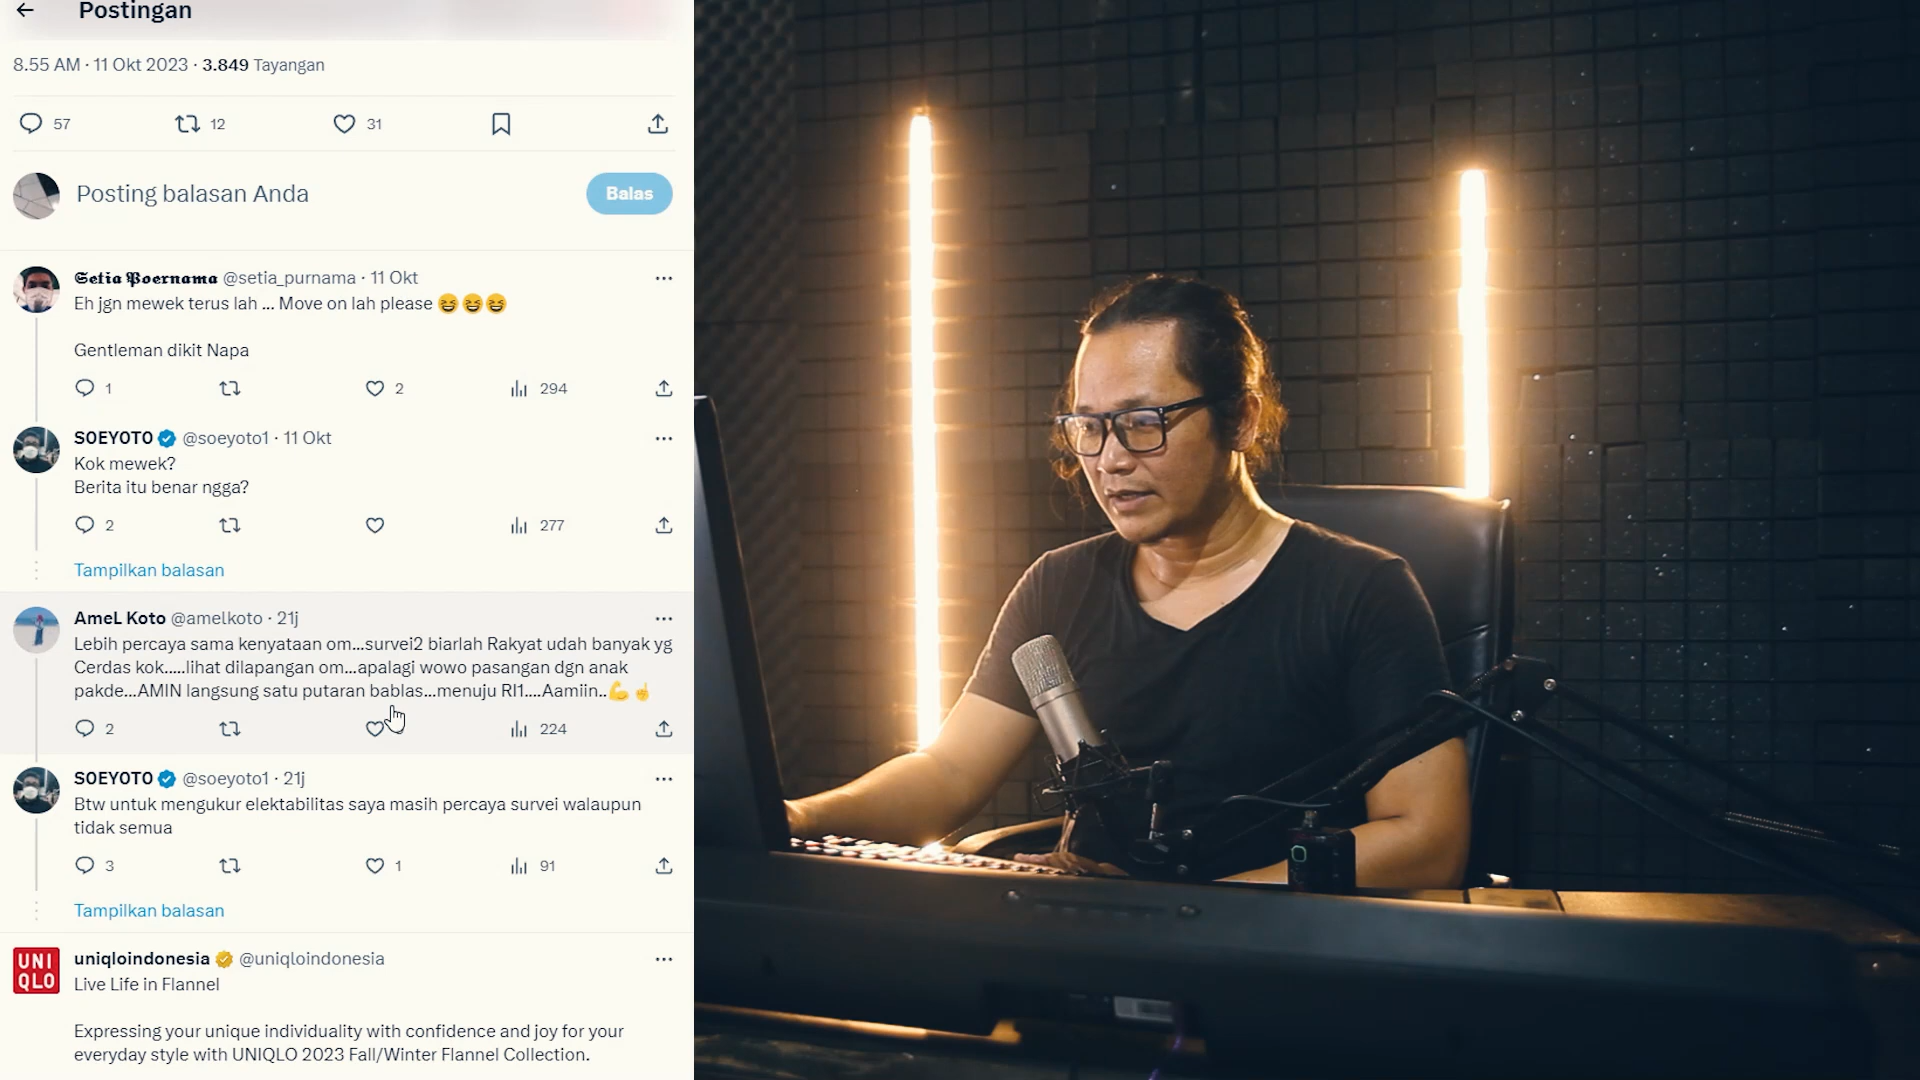 Postingan
8.55 AM · 11 Okt 2023 · 3.849 Tayangan
57 12 31
Posting balasan Anda
Balas
Setia Poernama @setia_purnama · 11 Okt
Eh jgn mewek terus lah ... Move on lah please 😆😆😆
Gentleman dikit Napa
1 2 294
SOEYOTO @soeyoto1 · 11 Okt
Kok mewek?
Berita itu benar ngga?
2 277
Tampilkan balasan
AmeL Koto @amelkoto · 21j
Lebih percaya sama kenyataan om...survei2 biarlah Rakyat udah banyak yg
Cerdas kok.....lihat dilapangan om...apalagi wowo pasangan dgn anak
pakde...AMIN langsung satu putaran bablas...menuju RI1....Aamiin..💪☝
2 224
SOEYOTO @soeyoto1 · 21j
Btw untuk mengukur elektabilitas saya masih percaya survei walaupun
tidak semua
3 1 91
Tampilkan balasan
UNI
QLO
uniqloindonesia @uniqloindonesia
Live Life in Flannel
Expressing your unique individuality with confidence and joy for your
everyday style with UNIQLO 2023 Fall/Winter Flannel Collection.